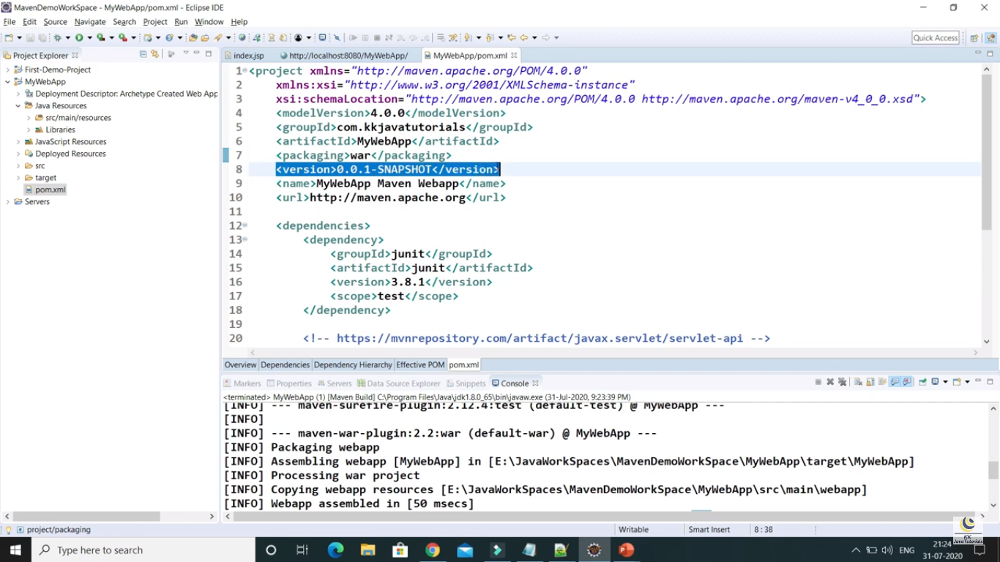 MavenDemoWorkSpace - MyWebApp/pom.xml - Eclipse IDE
File Edit Source Navigate Search Project Run Window Help
Quick Access
Project Explorer
First-Demo-Project
MyWebApp
Deployment Descriptor: Archetype Created Web App
Java Resources
src/main/resources
Libraries
JavaScript Resources
Deployed Resources
src
target
pom.xml
Servers
index.jsp http://localhost:8080/MyWebApp/ MyWebApp/pom.xml
1 <project xmlns="http://maven.apache.org/POM/4.0.0"
2 xmlns:xsi="http://www.w3.org/2001/XMLSchema-instance"
3 xsi:schemaLocation="http://maven.apache.org/POM/4.0.0 http://maven.apache.org/maven-v4_0_0.xsd">
4 <modelVersion>4.0.0</modelVersion>
5 <groupId>com.kkjavatutorials</groupId>
6 <artifactId>MyWebApp</artifactId>
7 <packaging>war</packaging>
8 <version>0.0.1-SNAPSHOT</version>
9 <name>MyWebApp Maven Webapp</name>
10 <url>http://maven.apache.org</url>
11
12 <dependencies>
13 <dependency>
14 <groupId>junit</groupId>
15 <artifactId>junit</artifactId>
16 <version>3.8.1</version>
17 <scope>test</scope>
18 </dependency>
19
20 <!-- https://mvnrepository.com/artifact/javax.servlet/servlet-api -->
Overview Dependencies Dependency Hierarchy Effective POM pom.xml
Markers Properties Servers Data Source Explorer Snippets Console
<terminated> MyWebApp (1) [Maven Build] C:\Program Files\Java\jdk1.8.0_65\bin\javaw.exe (31-Jul-2020, 9:23:39 PM)
[INFO] --- maven-surefire-plugin:2.12.4:test (default-test) @ MyWebApp ---
[INFO]
[INFO] --- maven-war-plugin:2.2:war (default-war) @ MyWebApp ---
[INFO] Packaging webapp
[INFO] Assembling webapp [MyWebApp] in [E:\JavaWorkSpaces\MavenDemoWorkSpace\MyWebApp\target\MyWebApp]
[INFO] Processing war project
[INFO] Copying webapp resources [E:\JavaWorkSpaces\MavenDemoWorkSpace\MyWebApp\src\main\webapp]
[INFO] Webapp assembled in [50 msecs]
project/packaging Writable Smart Insert 8 : 38
KK
JavaTutorials
Type here to search
ENG
21:24
31-07-2020